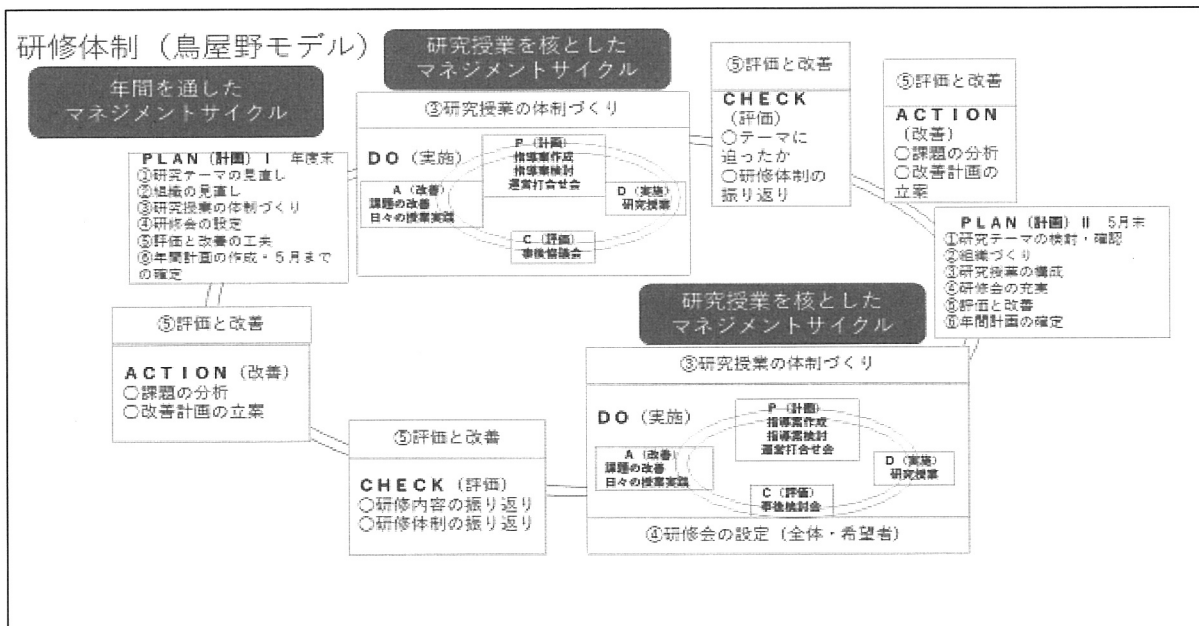 研修体制（鳥屋野モデル）
年間を通した
マネジメントサイクル
研究授業を核とした
マネジメントサイクル
PLAN（計画）Ⅰ　年度末
①研究テーマの見直し
②組織の見直し
③研究授業の体制づくり
④研修会の設定
⑤評価と改善の工夫
⑥年間計画の作成・５月まで
の確定
③研究授業の体制づくり
DO（実施）
P（計画）
指導案作成
指導案検討
運営打合せ会
A（改善）
課題の改善
日々の授業実践
D（実施）
研究授業
C（評価）
事後協議会
⑤評価と改善
CHECK
（評価）
○テーマに
迫ったか
○研修体制の
振り返り
⑤評価と改善
ACTION
（改善）
○課題の分析
○改善計画の
立案
PLAN（計画）Ⅱ　５月末
①研究テーマの検討・確認
②組織づくり
③研究授業の構成
④研修会の充実
⑤評価と改善
⑥年間計画の確定
研究授業を核とした
マネジメントサイクル
③研究授業の体制づくり
DO（実施）
P（計画）
指導案作成
指導案検討
運営打合せ会
A（改善）
課題の改善
日々の授業実践
D（実施）
研究授業
C（評価）
事後検討会
④研修会の設定（全体・希望者）
⑤評価と改善
CHECK（評価）
○研修内容の振り返り
○研修体制の振り返り
⑤評価と改善
ACTION（改善）
○課題の分析
○改善計画の立案